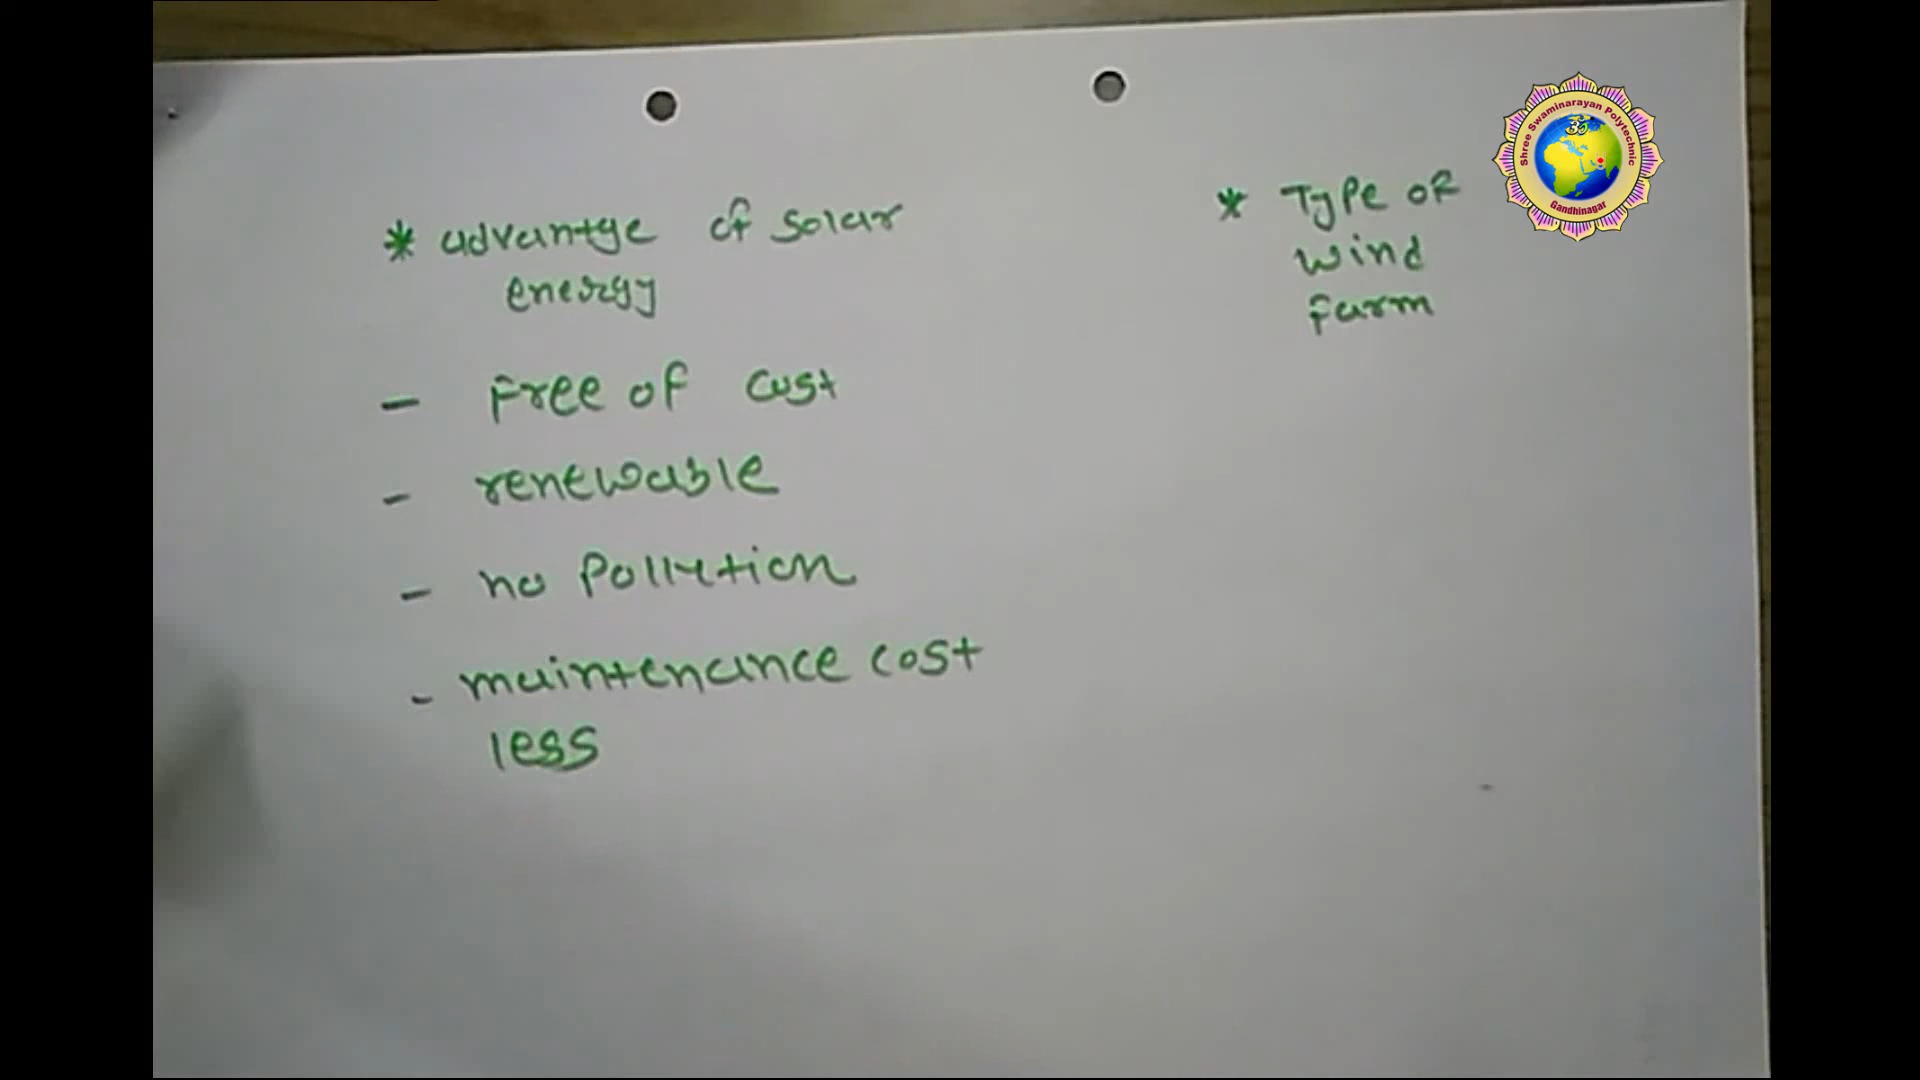 * advantge of solar
energy
- Free of cost
- renewable
- no pollution
- maintenance cost
less
* Type of
wind
farm
Shree Swaminarayan Polytechnic
Gandhinagar
ॐ